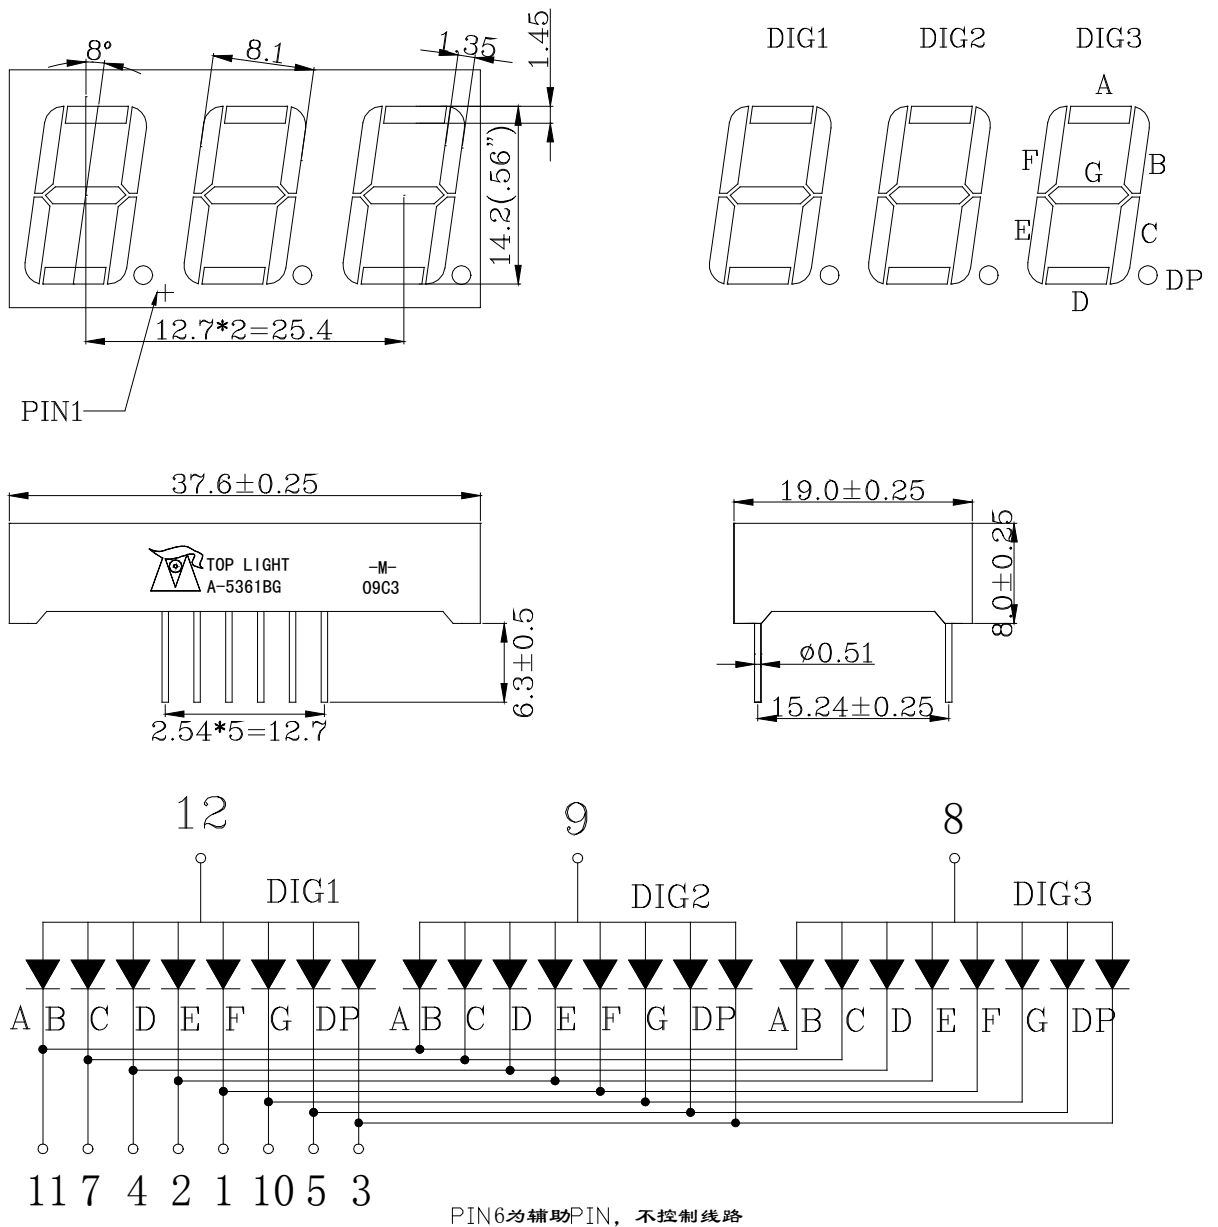 DIG1 DIG2 DIG3
8° 8.1 1.35 1.45
A
F G B
14.2(.56")
E C
DP
D
12.7*2=25.4
PIN1
37.6±0.25
19.0±0.25
TOP LIGHT -M-
A-5361BG 09C3
8.0±0.25
6.3±0.5
ø0.51
2.54*5=12.7
15.24±0.25
12 9 8
DIG1 DIG2 DIG3
A B C D E F G DP A B C D E F G DP A B C D E F G DP
11 7 4 2 1 10 5 3
PIN6为辅助PIN，不控制线路